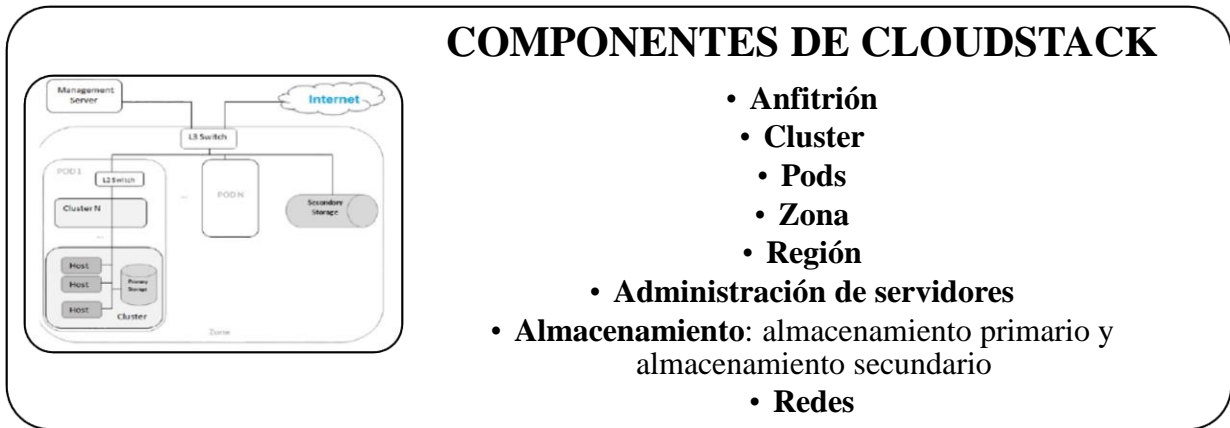 COMPONENTES DE CLOUDSTACK
Management
Server
Internet
L3 Switch
POD 1
L2 Switch
...
POD N
Secondary
Storage
Cluster N
...
Host
Host
Host
Primary
Storage
Cluster
Zone
• Anfitrión
• Cluster
• Pods
• Zona
• Región
• Administración de servidores
• Almacenamiento: almacenamiento primario y
almacenamiento secundario
• Redes